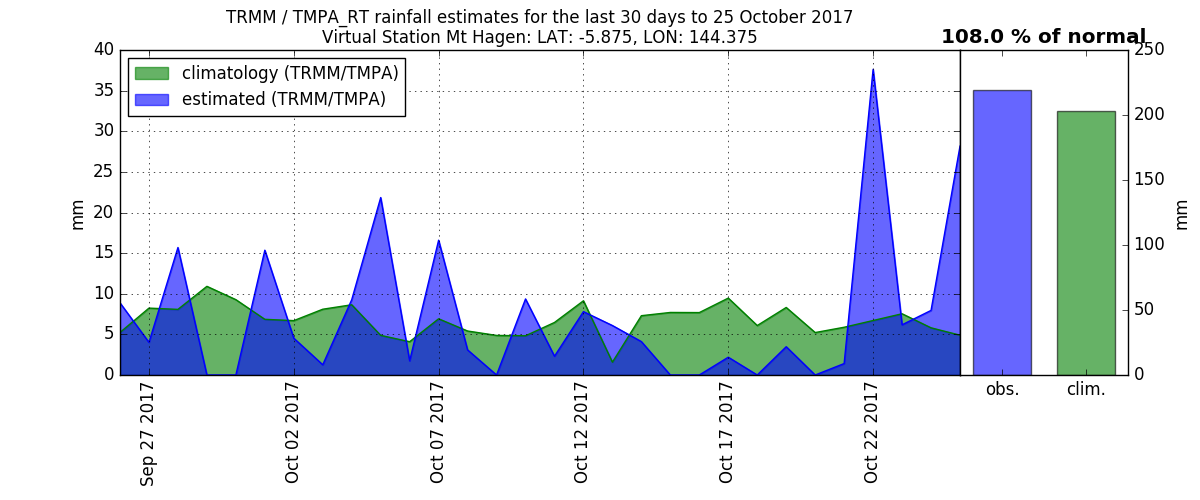 TRMM / TMPA_RT rainfall estimates for the last 30 days to 25 October 2017
Virtual Station Mt Hagen: LAT: -5.875, LON: 144.375
108.0 % of normal
climatology (TRMM/TMPA)
estimated (TRMM/TMPA)
mm
40
35
30
25
20
15
10
5
0
Sep 27 2017
Oct 02 2017
Oct 07 2017
Oct 12 2017
Oct 17 2017
Oct 22 2017
obs.
clim.
250
200
150
100
50
0
mm